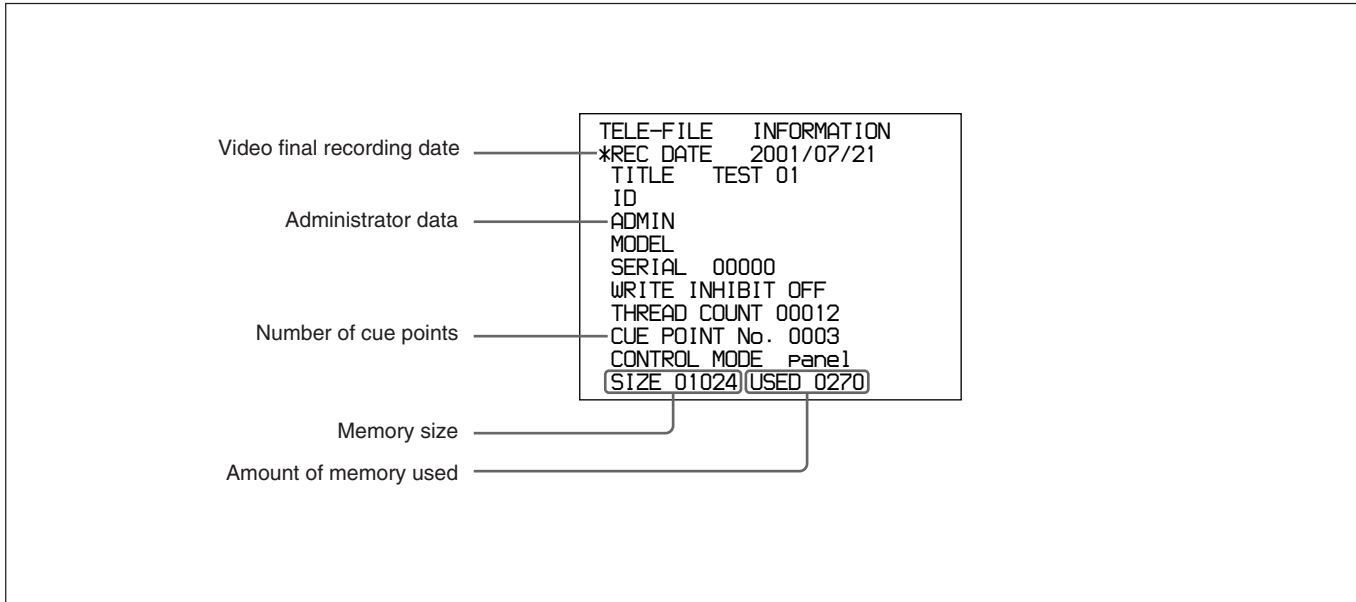 TELE-FILE INFORMATION
Video final recording date
*REC DATE 2001/07/21
TITLE TEST 01
ID
Administrator data
ADMIN
MODEL
SERIAL 00000
WRITE INHIBIT OFF
THREAD COUNT 00012
Number of cue points
CUE POINT No. 0003
CONTROL MODE panel
SIZE 01024 USED 0270
Memory size
Amount of memory used